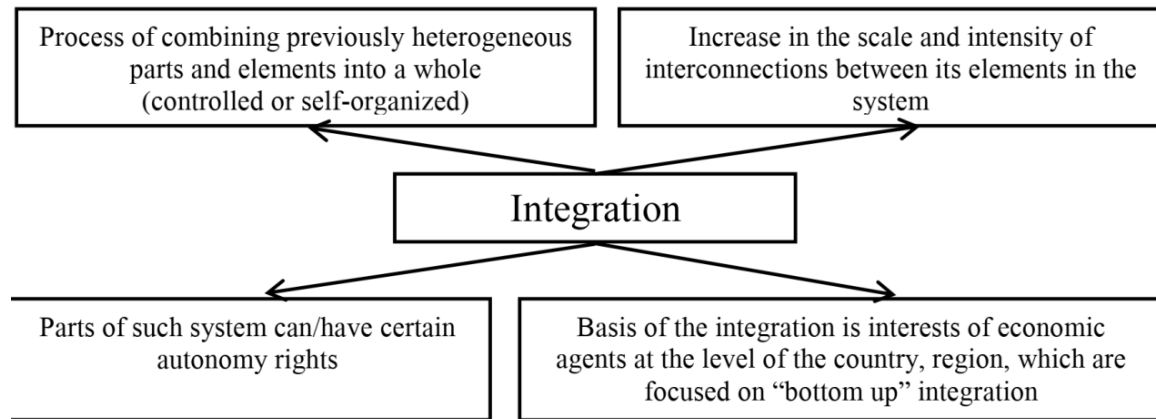 Process of combining previously heterogeneous
parts and elements into a whole
(controlled or self-organized)
Increase in the scale and intensity of
interconnections between its elements in the
system
Integration
Parts of such system can/have certain
autonomy rights
Basis of the integration is interests of economic
agents at the level of the country, region, which are
focused on “bottom up” integration